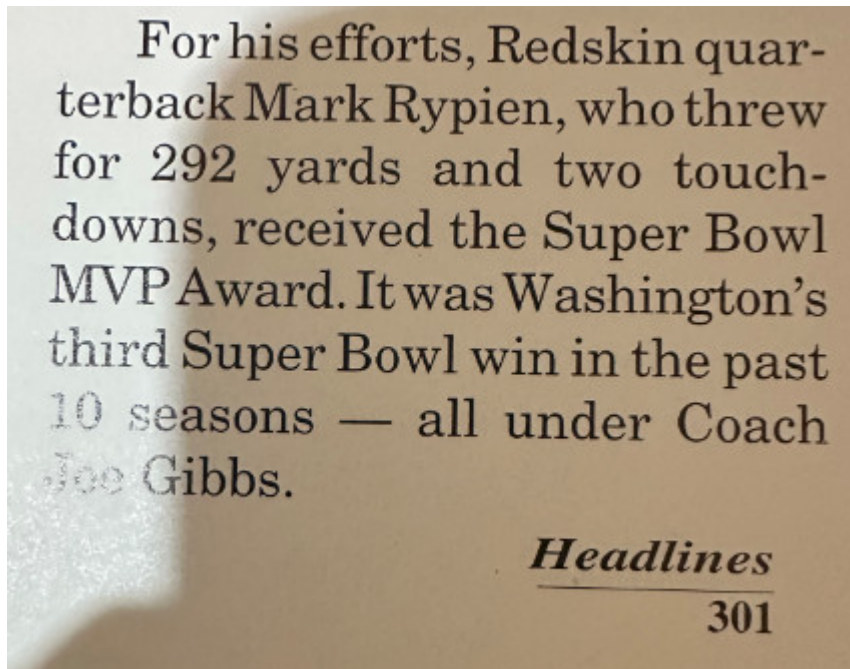 For his efforts, Redskin quar-
terback Mark Rypien, who threw
for 292 yards and two touch-
downs, received the Super Bowl
MVP Award. It was Washington's
third Super Bowl win in the past
10 seasons — all under Coach
Joe Gibbs.
Headlines
301